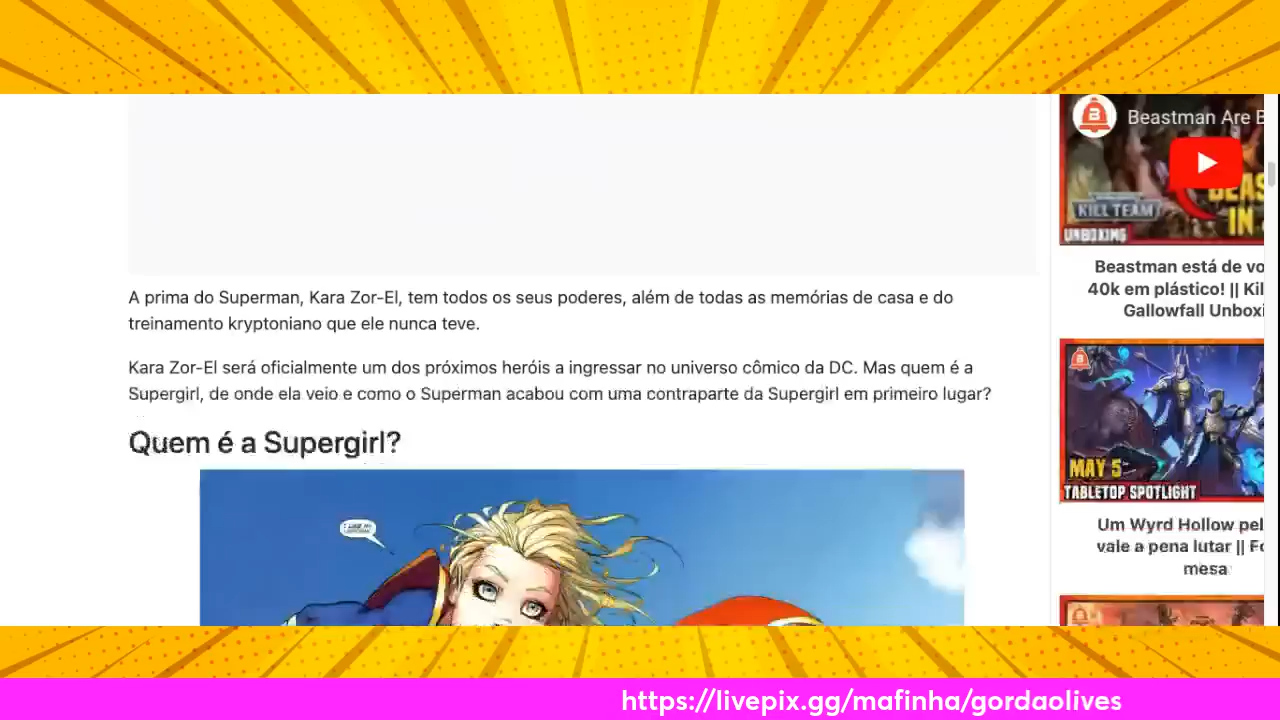 A prima do Superman, Kara Zor-El, tem todos os seus poderes, além de todas as memórias de casa e do
treinamento kryptoniano que ele nunca teve.
Kara Zor-El será oficialmente um dos próximos heróis a ingressar no universo cômico da DC. Mas quem é a
Supergirl, de onde ela veio e como o Superman acabou com uma contraparte da Supergirl em primeiro lugar?
Quem é a Supergirl?
Beastman Are B
KILL TEAM
BEAS
IN
UNBOXING
Beastman está de vo
40k em plástico! || Kil
Gallowfall Unboxi
MAY 5
TABLETOP SPOTLIGHT
Um Wyrd Hollow pel
vale a pena lutar || Fo
mesa
https://livepix.gg/mafinha/gordaolives